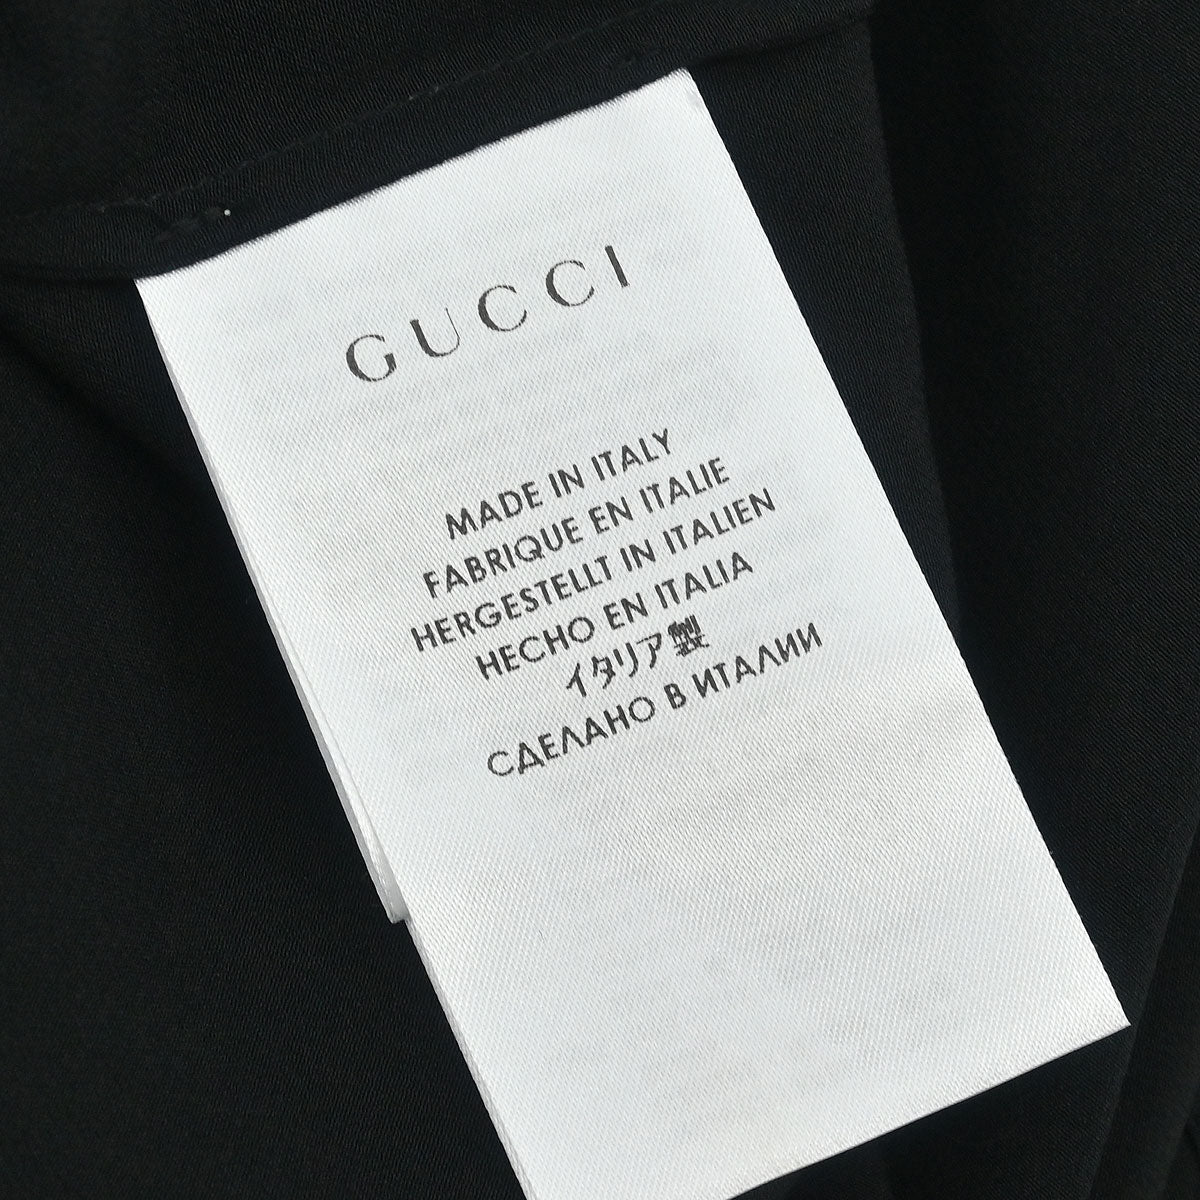 GUCCI
MADE IN ITALY
FABRIQUE EN ITALIE
HERGESTELLT IN ITALIEN
HECHO EN ITALIA
イタリア製
СДЕЛАНО В ИТАЛИИ